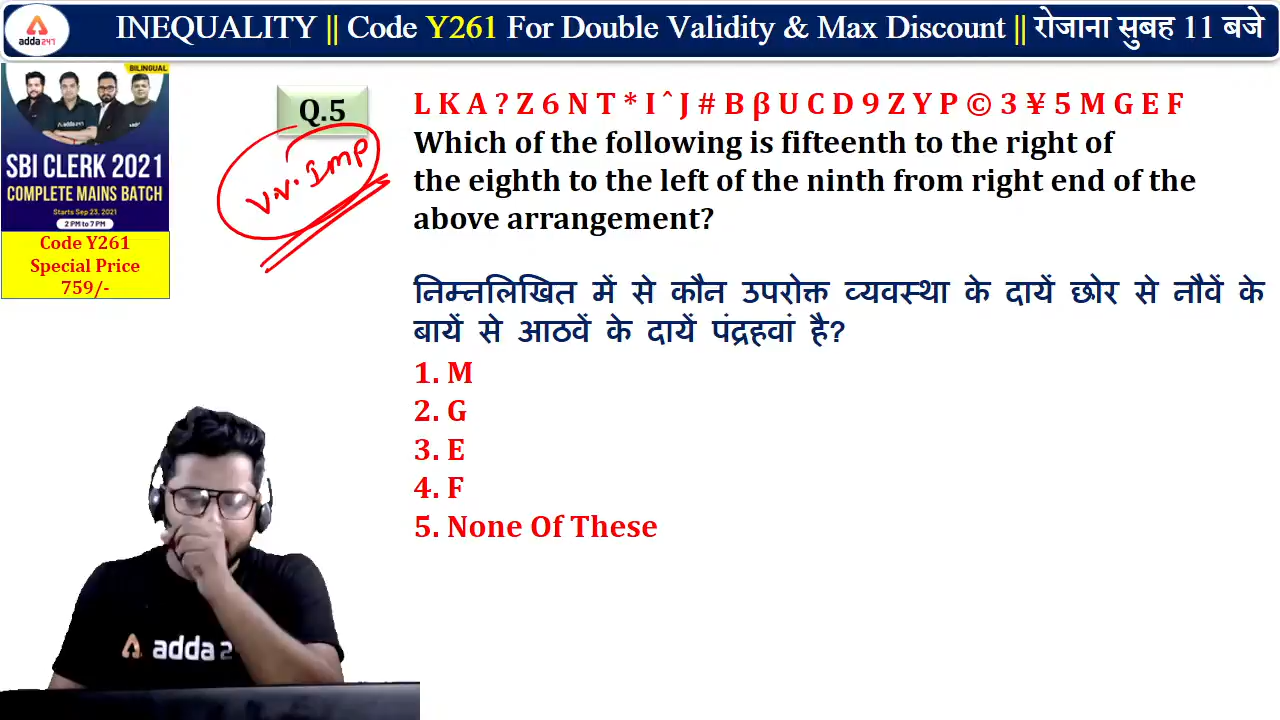 INEQUALITY || Code Y261 For Double Validity & Max Discount || रोजाना सुबह 11 बजे
adda247
BILINGUAL
SBI CLERK 2021
COMPLETE MAINS BATCH
Starts Sep 23, 2021
2 PM to 7 PM
Code Y261
Special Price
759/-
Q.5
V.V. Imp
L K A ? Z 6 N T * I ˆ J # B β U C D 9 Z Y P © 3 ¥ 5 M G E F
Which of the following is fifteenth to the right of
the eighth to the left of the ninth from right end of the
above arrangement?
निम्नलिखित में से कौन उपरोक्त व्यवस्था के दायें छोर से नौवें के
बायें से आठवें के दायें पंद्रहवां है?
1. M
2. G
3. E
4. F
5. None Of These
adda2